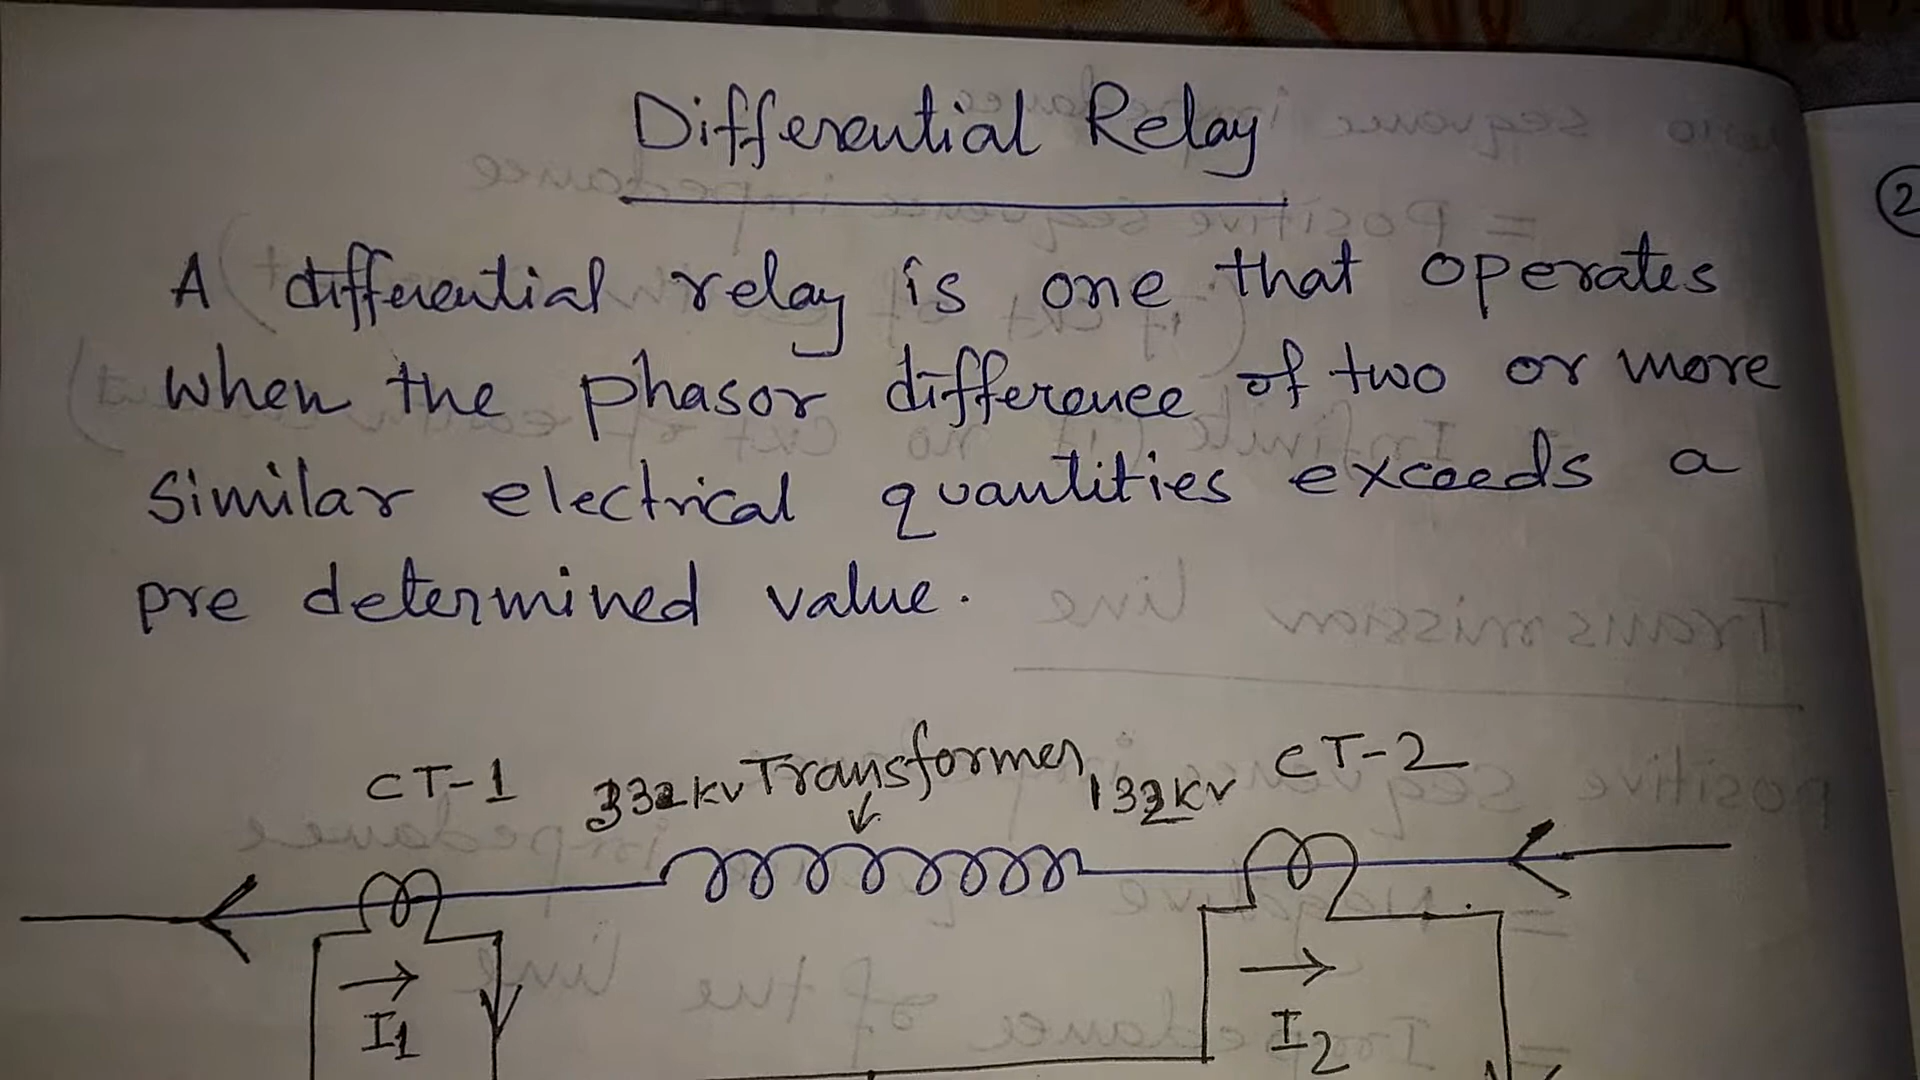 Differential Relay
A differential relay is one that operates
when the phasor difference of two or more
Similar electrical quantities exceeds a
pre determined value.
CT-1 332kv Transformer 132kv CT-2
I1 I2
2